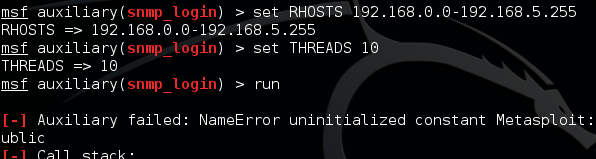 msf auxiliary(snmp_login) > set RHOSTS 192.168.0.0-192.168.5.255
RHOSTS => 192.168.0.0-192.168.5.255
msf auxiliary(snmp_login) > set THREADS 10
THREADS => 10
msf auxiliary(snmp_login) > run
[-] Auxiliary failed: NameError uninitialized constant Metasploit:
ublic
[-] Call stack: